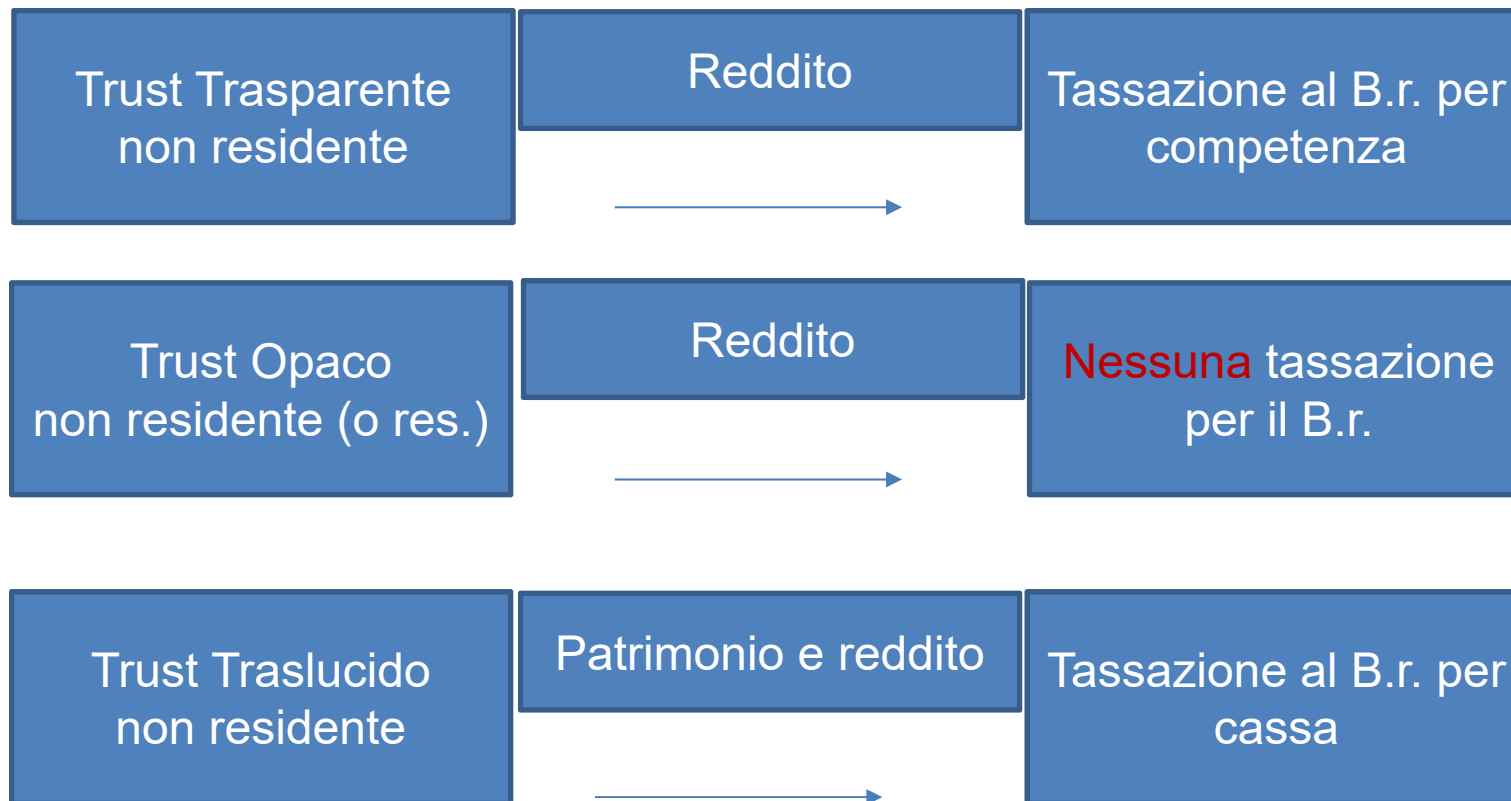 Trust Trasparente
non residente
Reddito
Tassazione al B.r. per
competenza
Trust Opaco
non residente (o res.)
Reddito
Nessuna tassazione
per il B.r.
Trust Traslucido
non residente
Patrimonio e reddito
Tassazione al B.r. per
cassa